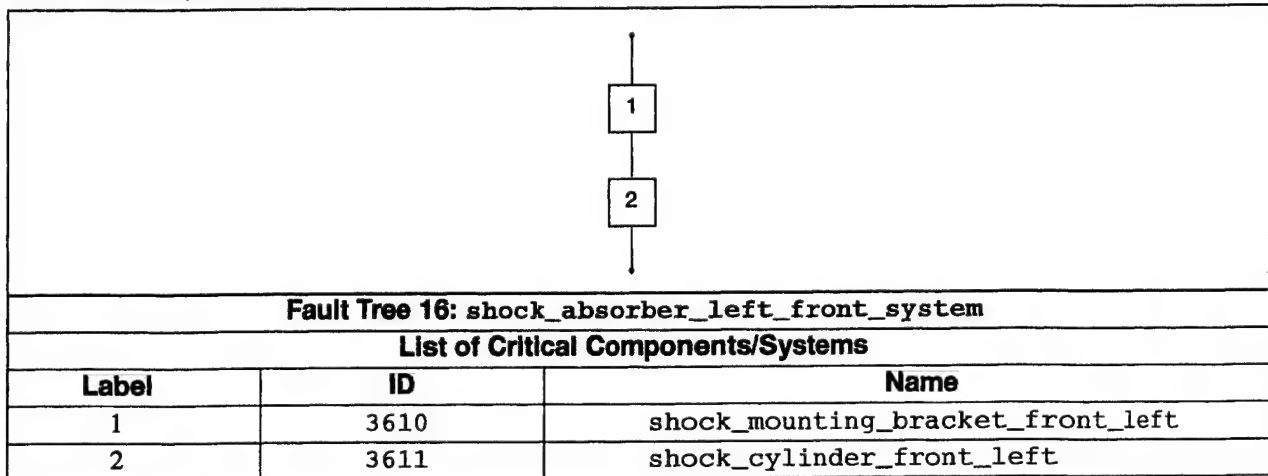 1
2
Fault Tree 16: shock_absorber_left_front_system
List of Critical Components/Systems
Label ID Name
1 3610 shock_mounting_bracket_front_left
2 3611 shock_cylinder_front_left